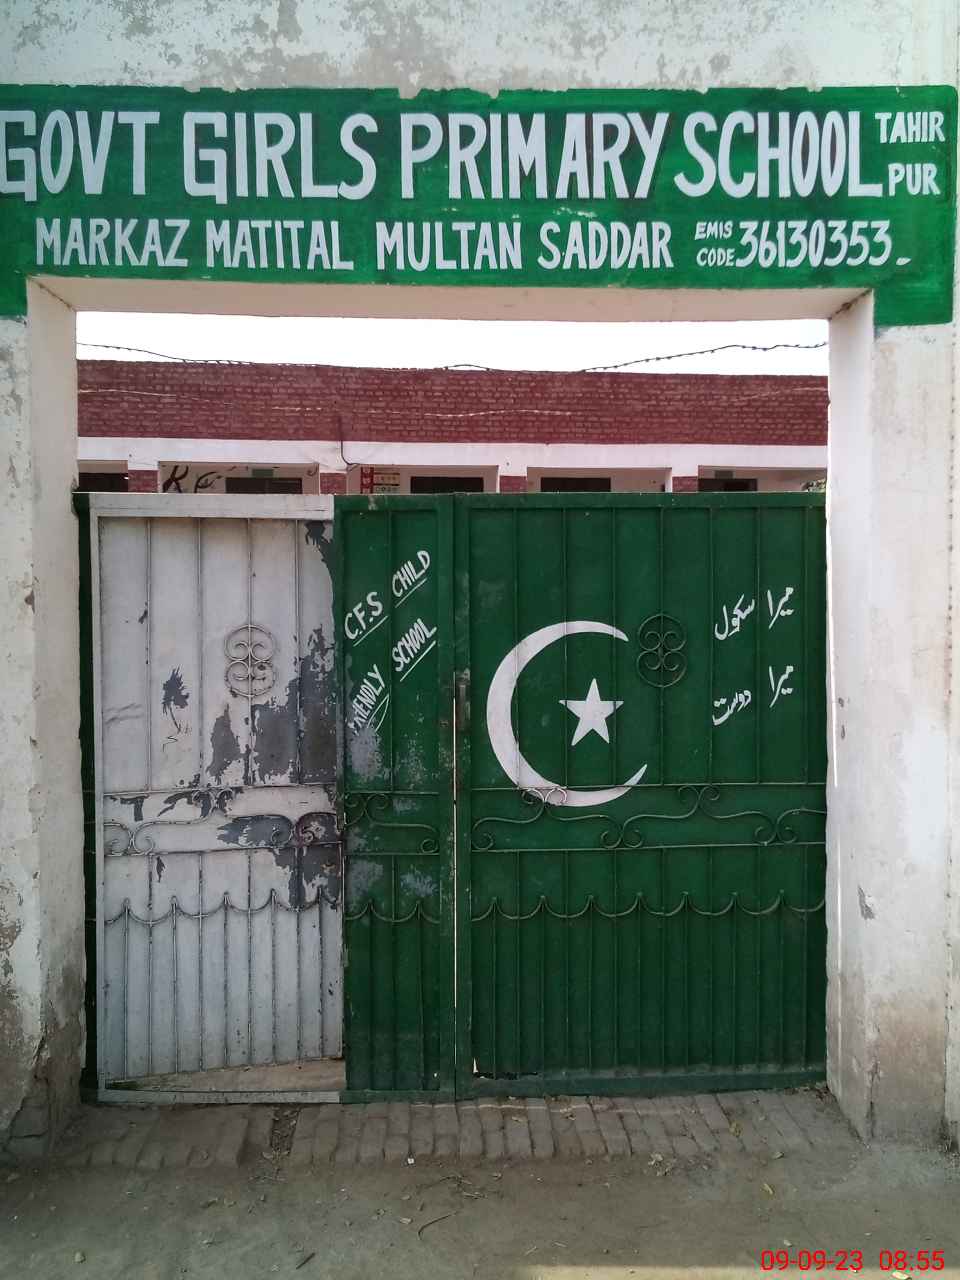 GOVT GIRLS PRIMARY SCHOOL TAHIR PUR
MARKAZ MATITAL MULTAN SADDAR EMIS CODE 36130353
C.F.S CHILD
FRIENDLY SCHOOL
میرا سکول
میرا دوست
09-09-23 08:55